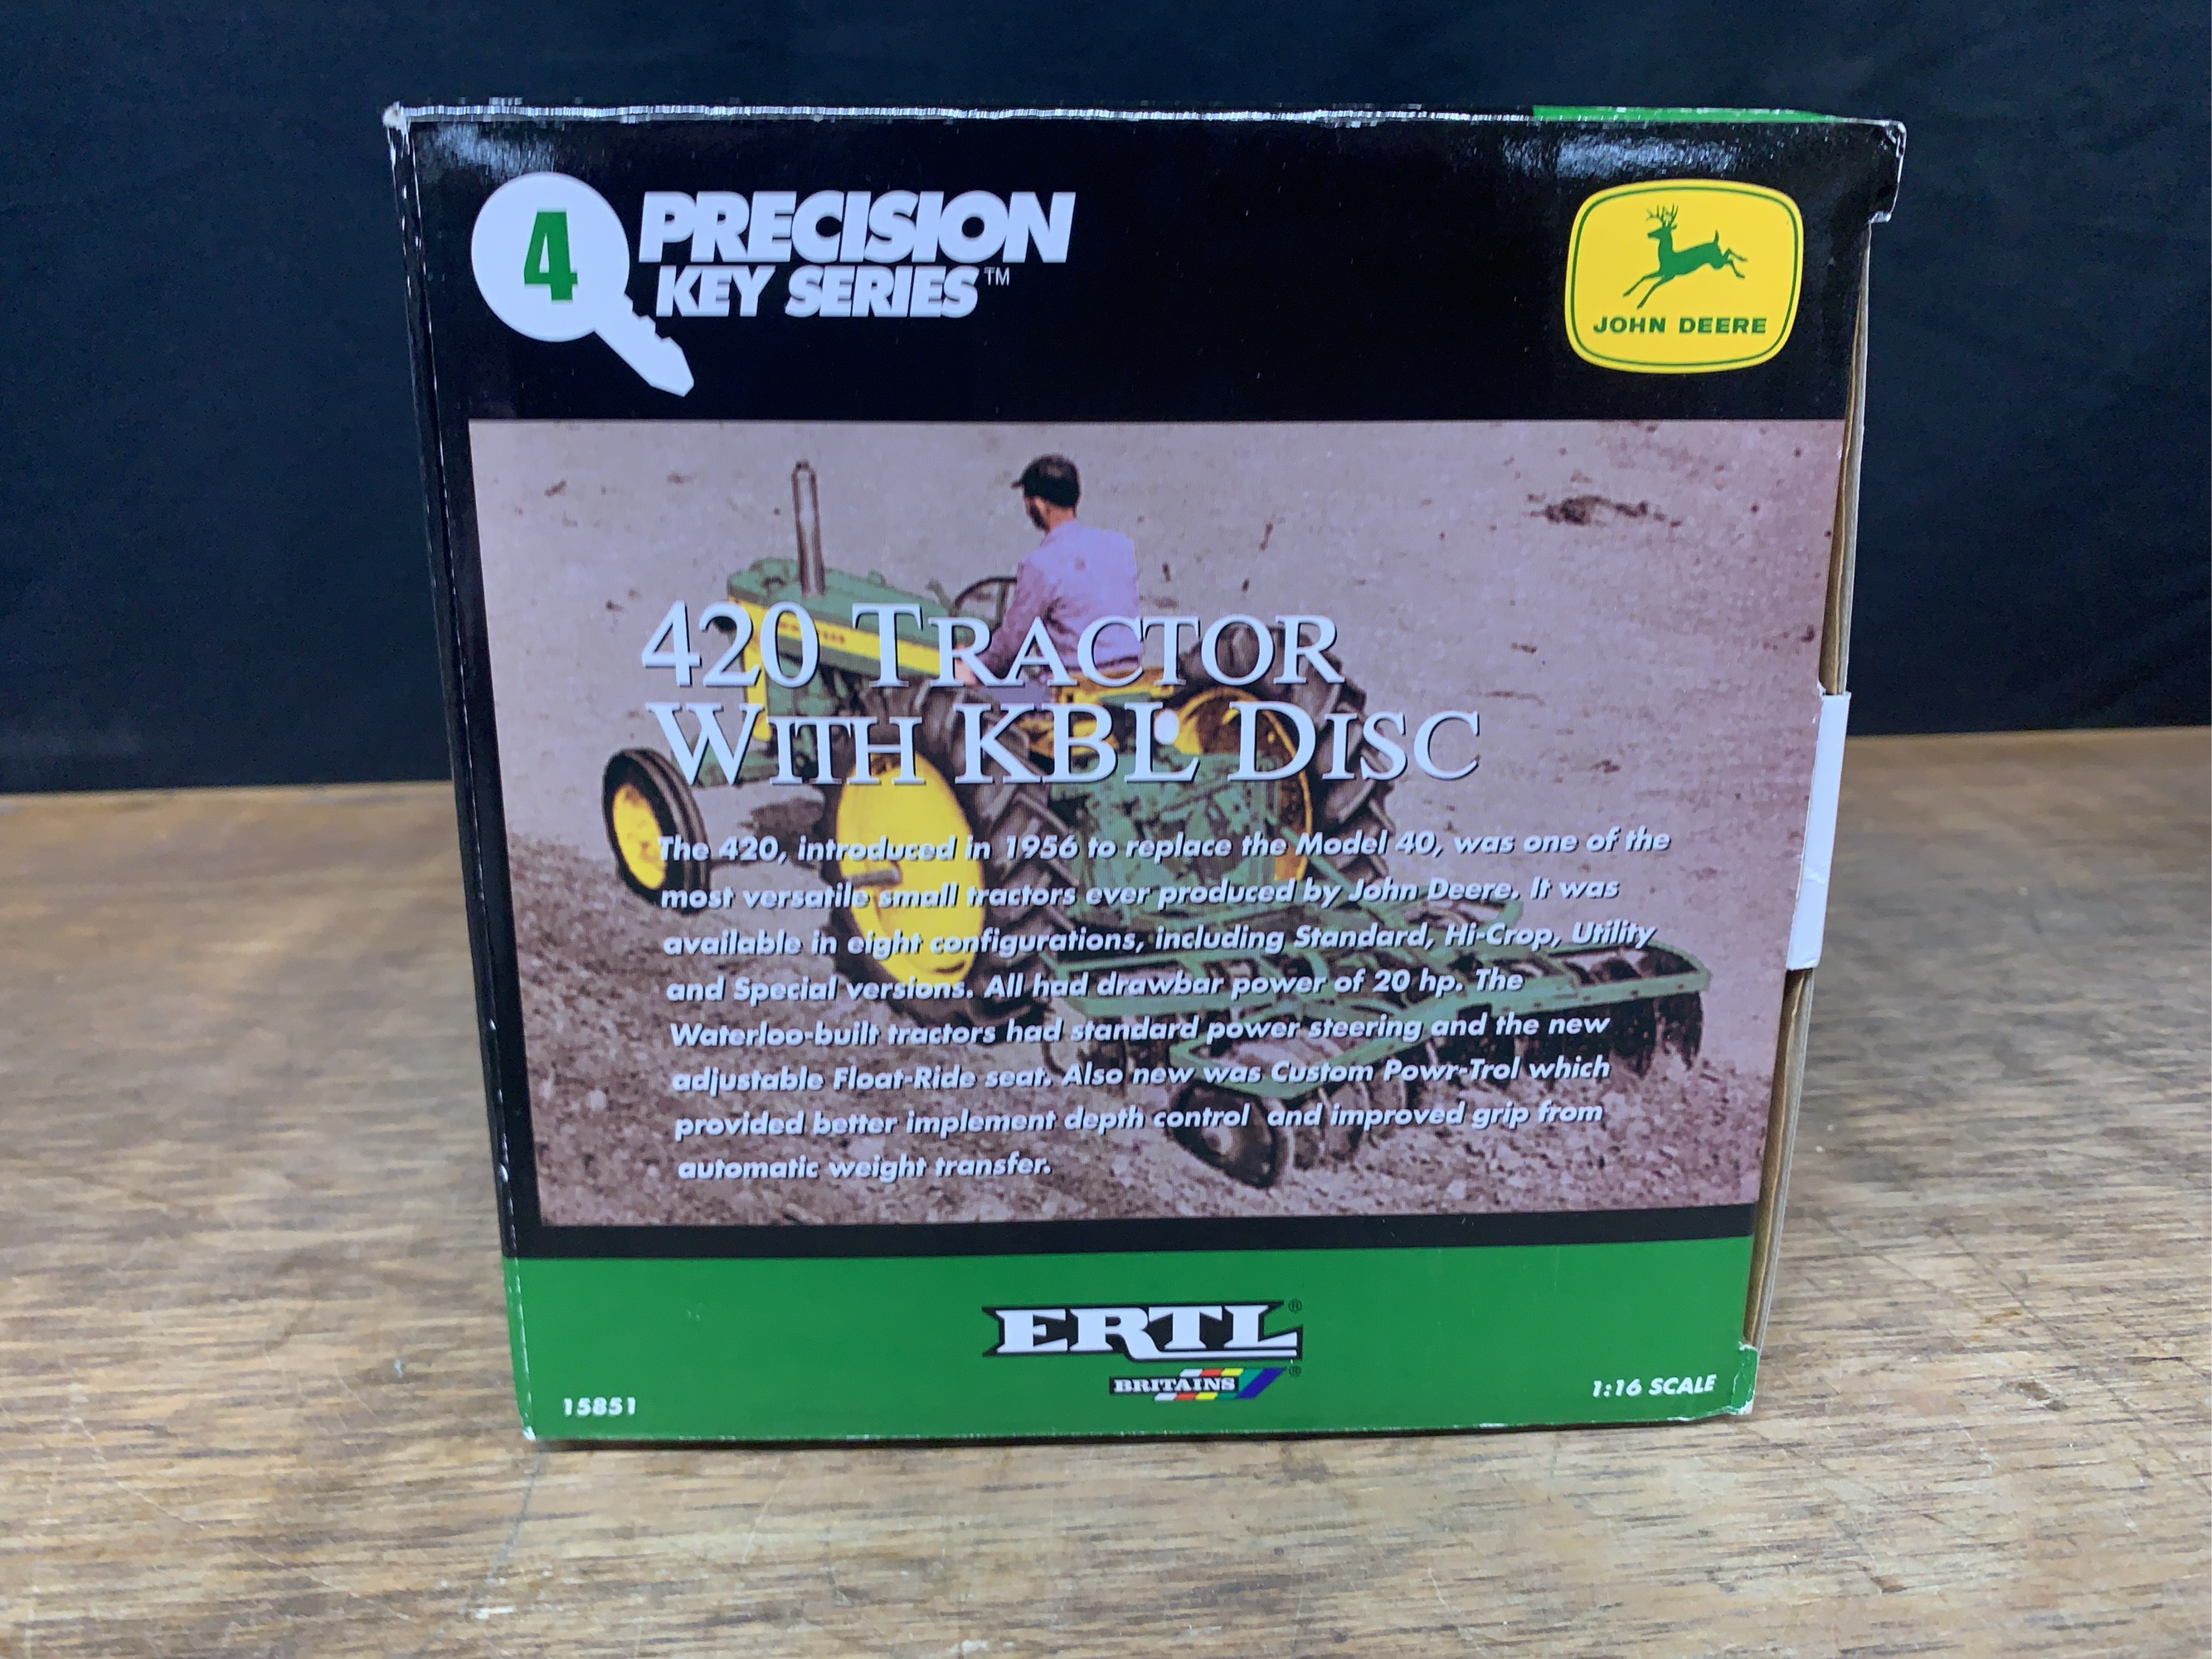 4
PRECISION
KEY SERIES™
JOHN DEERE
420 TRACTOR
WITH KBL DISC
The 420, introduced in 1956 to replace the Model 40, was one of the
most versatile small tractors ever produced by John Deere. It was
available in eight configurations, including Standard, Hi-Crop, Utility
and Special versions. All had drawbar power of 20 hp. The
Waterloo-built tractors had standard power steering and the new
adjustable Float-Ride seat. Also new was Custom Powr-Trol which
provided better implement depth control and improved grip from
automatic weight transfer.
ERTL®
BRITAINS®
15851
1:16 SCALE